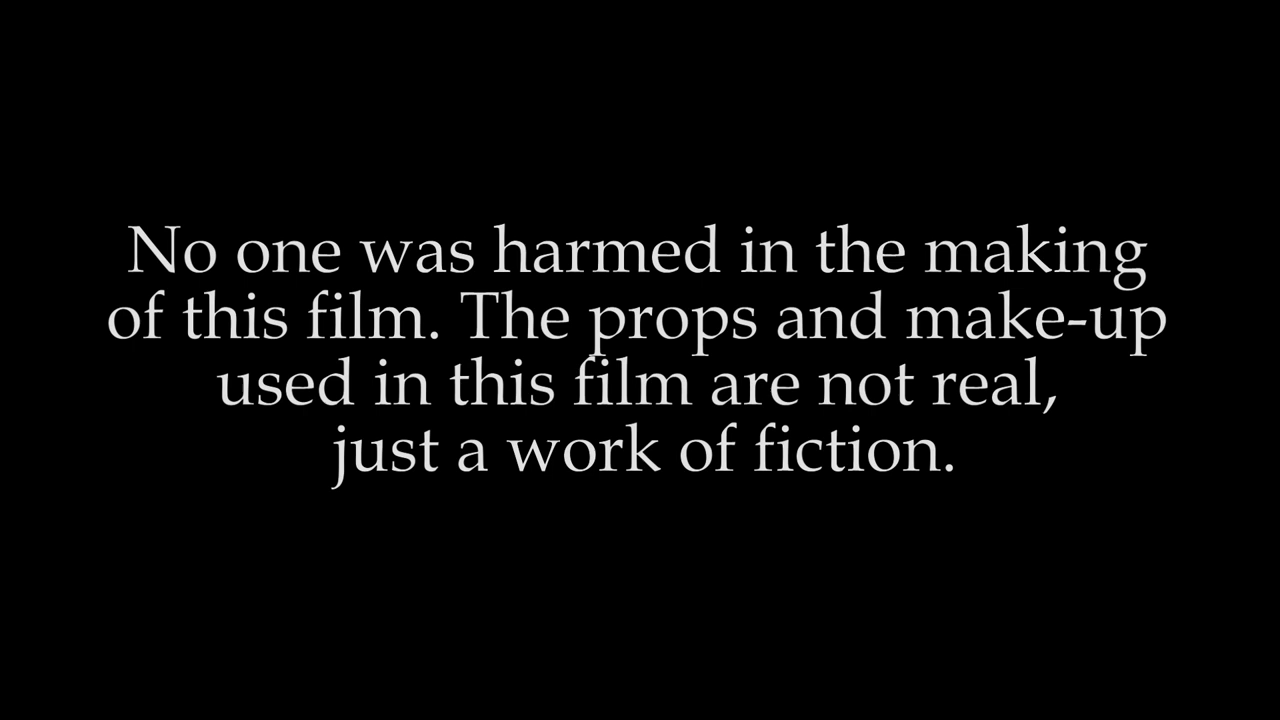 No one was harmed in the making
of this film. The props and make-up
used in this film are not real,
just a work of fiction.